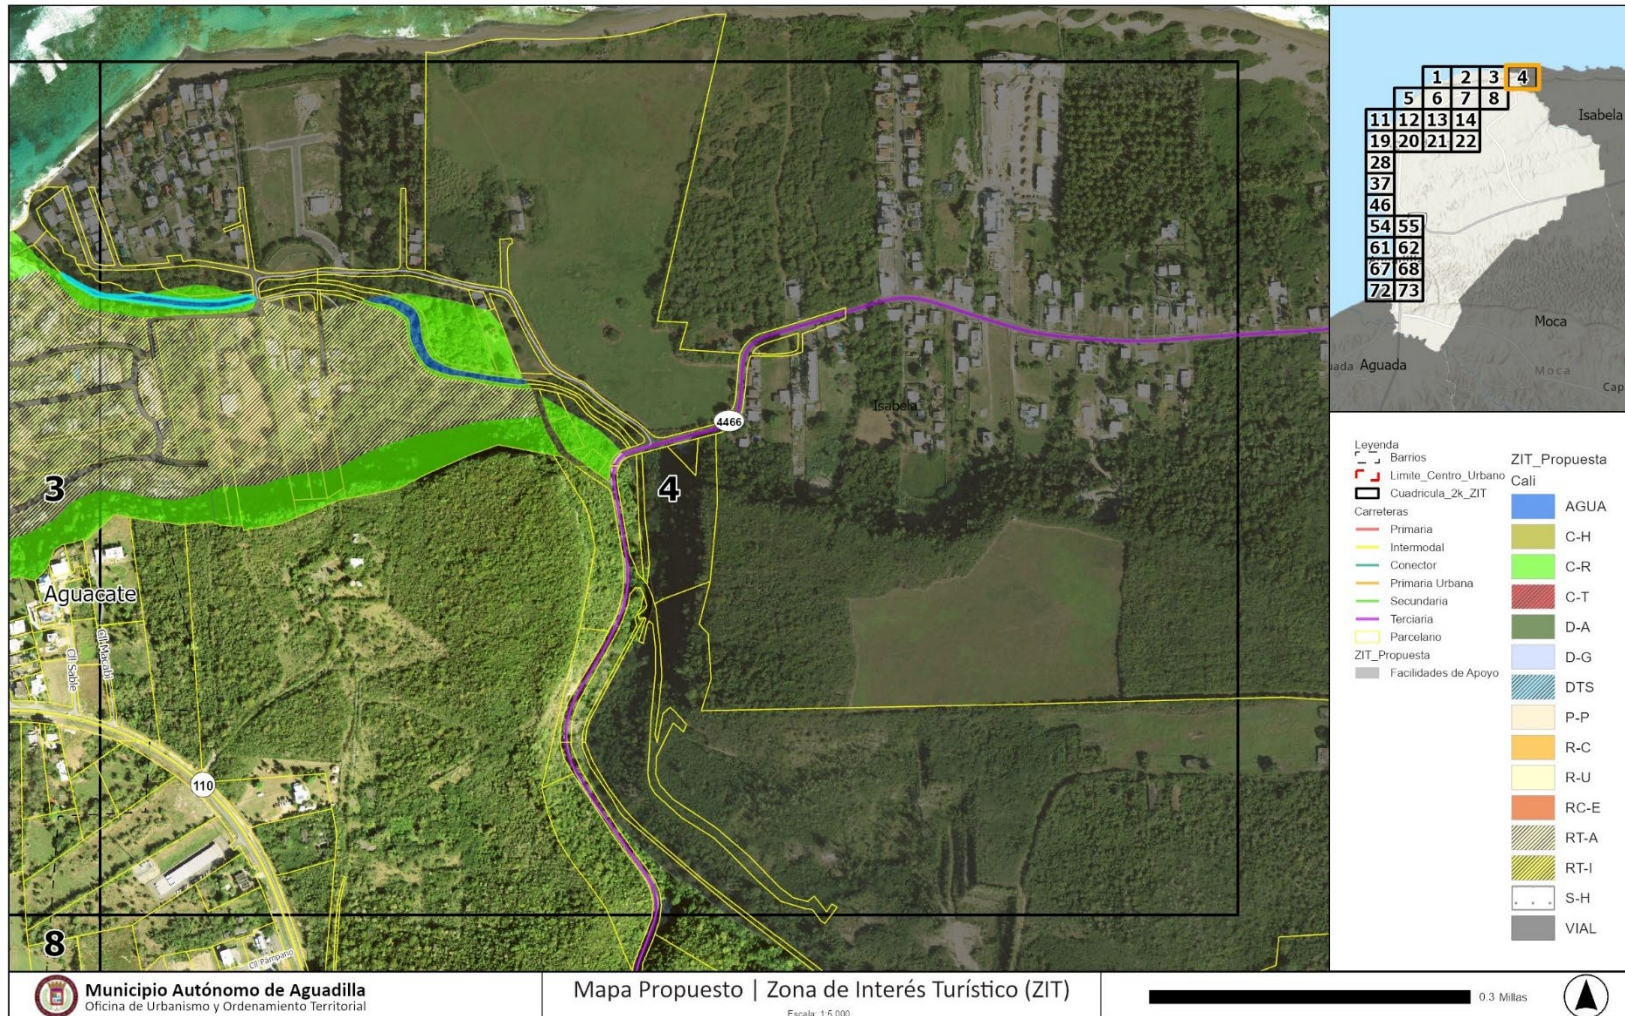 3
4
8
Aguacate
Cll Sable
Cll Macabi
110
4466
Isabela
Cll Pámpano
1 2 3 4
5 6 7 8
11 12 13 14
19 20 21 22
28
37
46
54 55
61 62
67 68
72 73
Isabela
Moca
Moca
Aguada
Leyenda
Barrios
Limite_Centro_Urbano
Cuadricula_2k_ZIT
Carreteras
Primaria
Intermodal
Conector
Primaria Urbana
Secundaria
Terciaria
Parcelario
ZIT_Propuesta
Facilidades de Apoyo
ZIT_Propuesta
Cali
AGUA
C-H
C-R
C-T
D-A
D-G
DTS
P-P
R-C
R-U
RC-E
RT-A
RT-I
S-H
VIAL
Municipio Autónomo de Aguadilla
Oficina de Urbanismo y Ordenamiento Territorial
Mapa Propuesto | Zona de Interés Turístico (ZIT)
Escala: 1:5,000
0.3 Millas